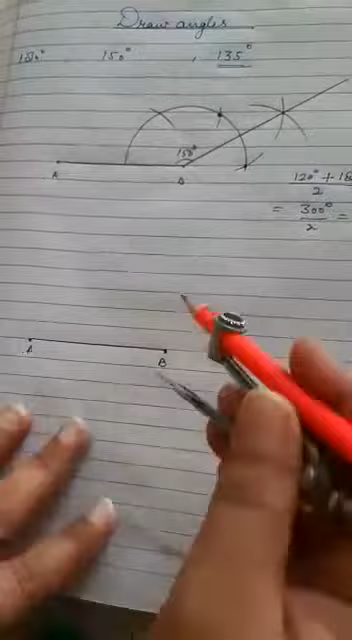 Draw angles
180° 150° , 135°
150°
A B
120° + 18
2
= 300° =
2
A B